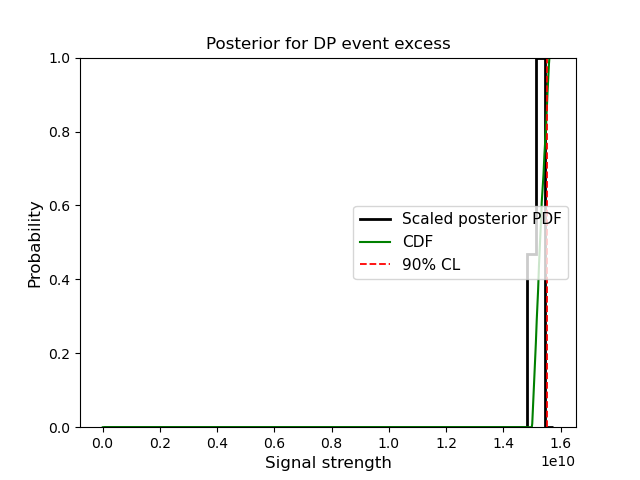 Posterior for DP event excess
1.0
0.8
0.6
0.4
0.2
0.0
Probability
Scaled posterior PDF
CDF
90% CL
0.0 0.2 0.4 0.6 0.8 1.0 1.2 1.4 1.6
1e10
Signal strength